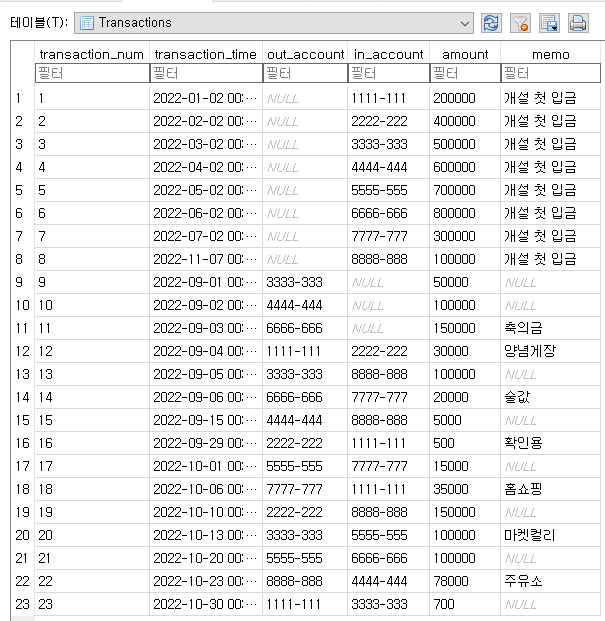 테이블(T): Transactions
transaction_num transaction_time out_account in_account amount memo
필터 필터 필터 필터 필터 필터
1 1 2022-01-02 00:… NULL 1111-111 200000 개설 첫 입금
2 2 2022-02-02 00:… NULL 2222-222 400000 개설 첫 입금
3 3 2022-03-02 00:… NULL 3333-333 500000 개설 첫 입금
4 4 2022-04-02 00:… NULL 4444-444 600000 개설 첫 입금
5 5 2022-05-02 00:… NULL 5555-555 700000 개설 첫 입금
6 6 2022-06-02 00:… NULL 6666-666 800000 개설 첫 입금
7 7 2022-07-02 00:… NULL 7777-777 300000 개설 첫 입금
8 8 2022-11-07 00:… NULL 8888-888 100000 개설 첫 입금
9 9 2022-09-01 00:… 3333-333 NULL 50000 NULL
10 10 2022-09-02 00:… 4444-444 NULL 100000 NULL
11 11 2022-09-03 00:… 6666-666 NULL 150000 축의금
12 12 2022-09-04 00:… 1111-111 2222-222 30000 양념게장
13 13 2022-09-05 00:… 3333-333 8888-888 100000 NULL
14 14 2022-09-06 00:… 6666-666 7777-777 20000 술값
15 15 2022-09-15 00:… 4444-444 8888-888 5000 NULL
16 16 2022-09-29 00:… 2222-222 1111-111 500 확인용
17 17 2022-10-01 00:… 5555-555 7777-777 15000 NULL
18 18 2022-10-06 00:… 7777-777 1111-111 35000 홈쇼핑
19 19 2022-10-10 00:… 2222-222 8888-888 150000 NULL
20 20 2022-10-13 00:… 3333-333 5555-555 100000 마켓컬리
21 21 2022-10-20 00:… 5555-555 6666-666 100000 NULL
22 22 2022-10-23 00:… 8888-888 4444-444 78000 주유소
23 23 2022-10-30 00:… 1111-111 3333-333 700 NULL